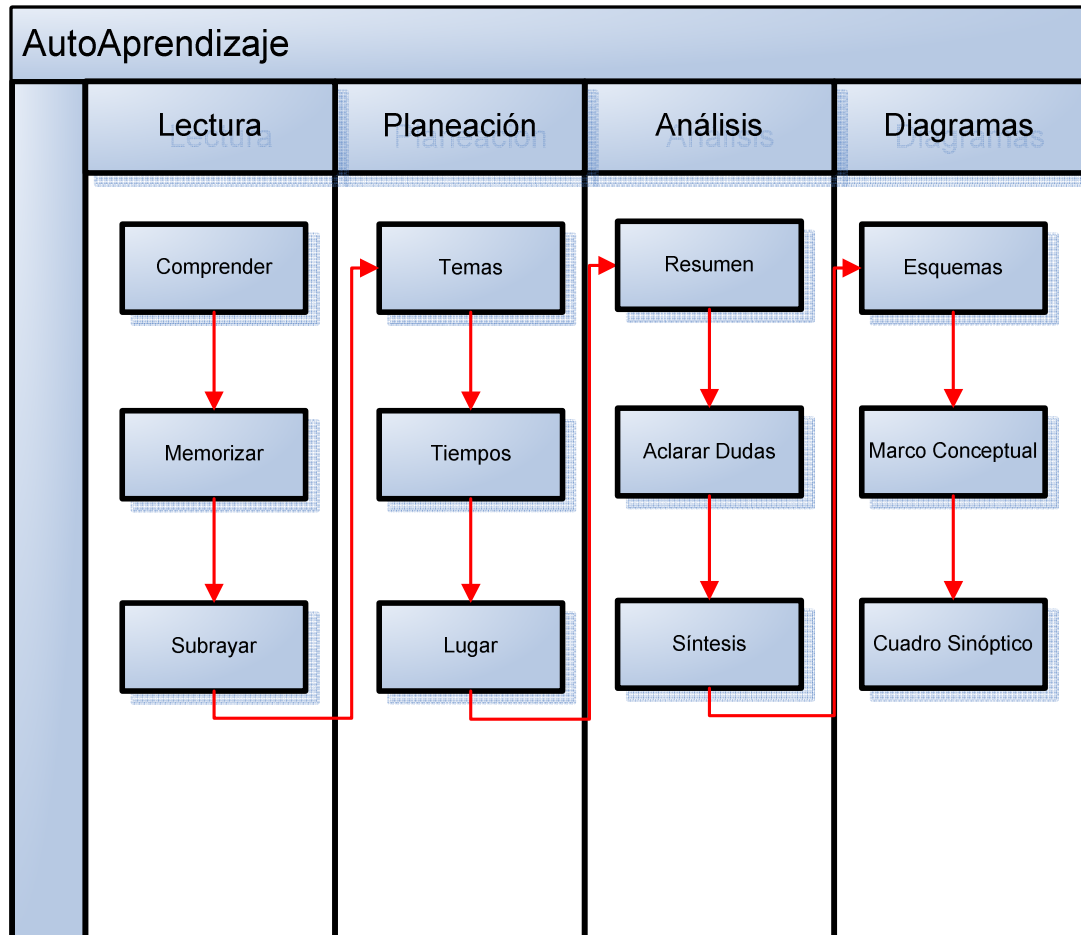 AutoAprendizaje
Lectura
Planeación
Análisis
Diagramas
Comprender
Temas
Resumen
Esquemas
Memorizar
Tiempos
Aclarar Dudas
Marco Conceptual
Subrayar
Lugar
Síntesis
Cuadro Sinóptico